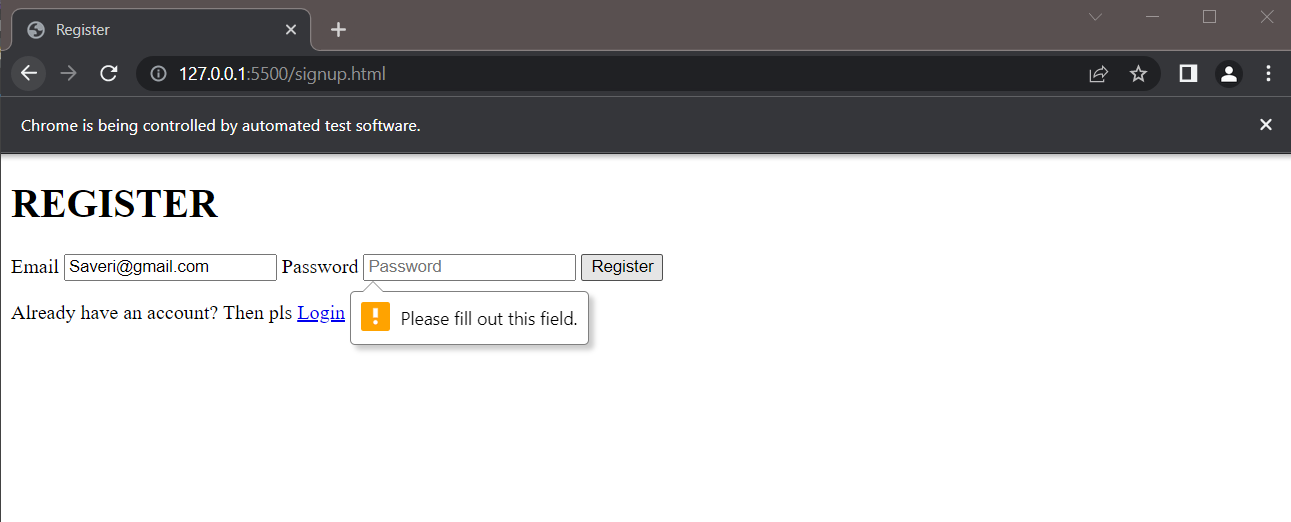 Register
127.0.0.1:5500/signup.html
Chrome is being controlled by automated test software.
REGISTER
Email Saveri@gmail.com Password Password Register
Already have an account? Then pls Login
Please fill out this field.